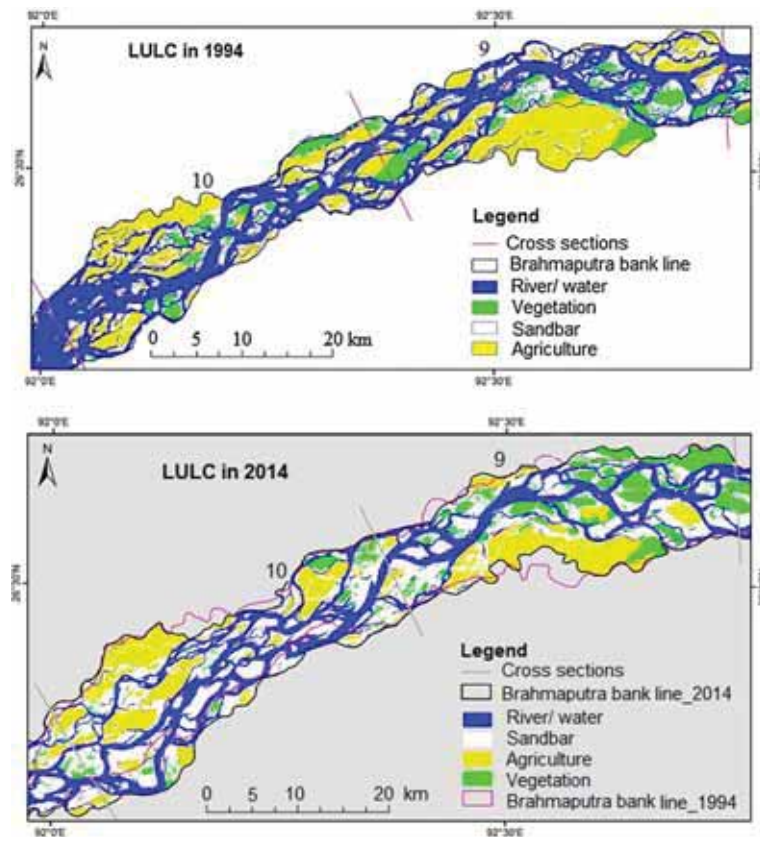 92°0'E 92°30'E
LULC in 1994
N
9
10
26°30'N
Legend
Cross sections
Brahmaputra bank line
River/ water
Vegetation
Sandbar
Agriculture
0 5 10 20 km
92°0'E 92°30'E
92°0'E 92°30'E
LULC in 2014
N
9
10
26°30'N
Legend
Cross sections
Brahmaputra bank line_2014
River/ water
Sandbar
Agriculture
Vegetation
Brahmaputra bank line_1994
0 5 10 20 km
92°0'E 92°30'E